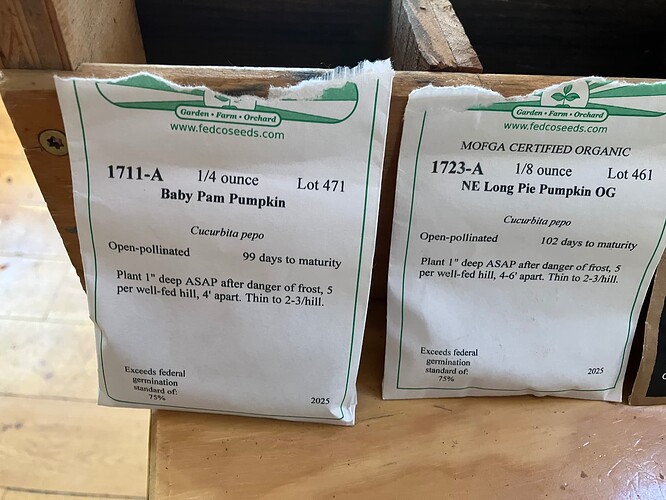 Garden • Farm • Orchard
www.fedcoseeds.com
1711-A 1/4 ounce Lot 471
Baby Pam Pumpkin
Cucurbita pepo
Open-pollinated 99 days to maturity
Plant 1" deep ASAP after danger of frost, 5
per well-fed hill, 4' apart. Thin to 2-3/hill.
Exceeds federal
germination
standard of:
75%
2025
Garden • Farm • Orchard
www.fedcoseeds.com
MOFGA CERTIFIED ORGANIC
1723-A 1/8 ounce Lot 461
NE Long Pie Pumpkin OG
Cucurbita pepo
Open-pollinated 102 days to maturity
Plant 1" deep ASAP after danger of frost, 5
per well-fed hill, 4-6' apart. Thin to 2-3/hill.
Exceeds federal
germination
standard of:
75%
2025